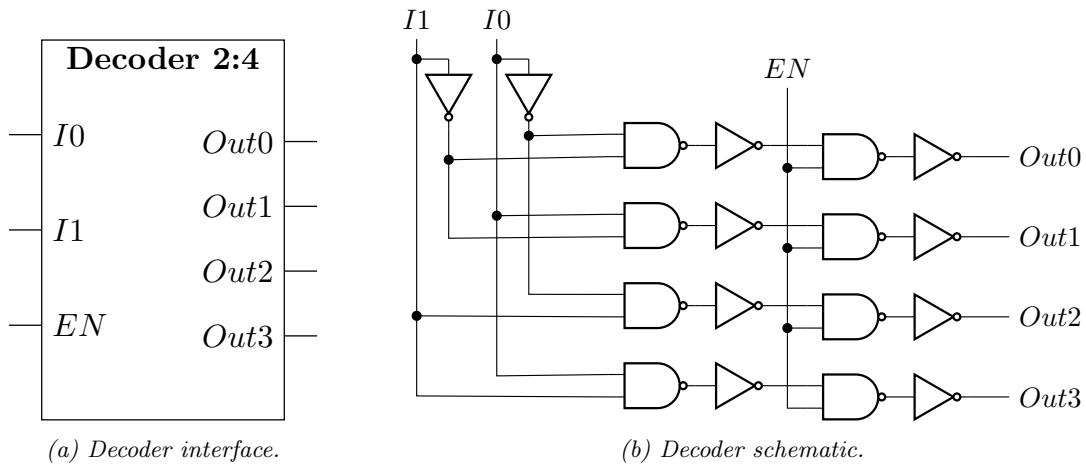 Decoder 2:4
I0
I1
EN
Out0
Out1
Out2
Out3
(a) Decoder interface.
I1
I0
EN
Out0
Out1
Out2
Out3
(b) Decoder schematic.